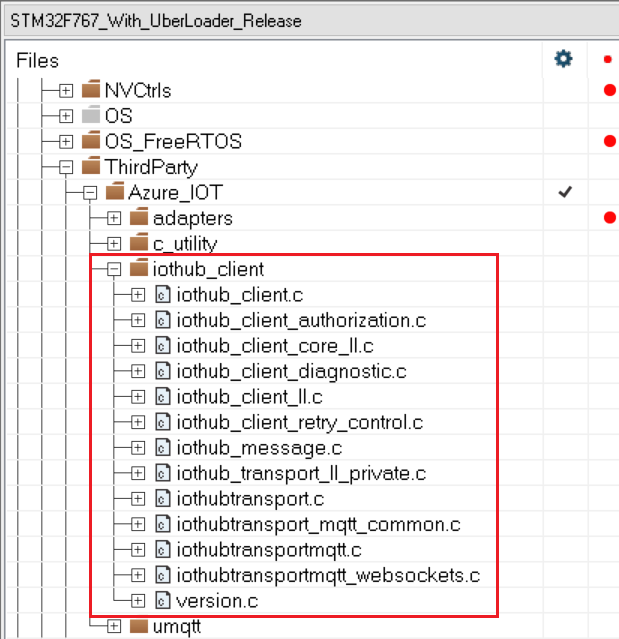 STM32F767_With_UberLoader_Release
Files
NVCtrls
OS
OS_FreeRTOS
ThirdParty
Azure_IOT
adapters
c_utility
iothub_client
iothub_client.c
iothub_client_authorization.c
iothub_client_core_ll.c
iothub_client_diagnostic.c
iothub_client_ll.c
iothub_client_retry_control.c
iothub_message.c
iothub_transport_ll_private.c
iothubtransport.c
iothubtransport_mqtt_common.c
iothubtransportmqtt.c
iothubtransportmqtt_websockets.c
version.c
umqtt